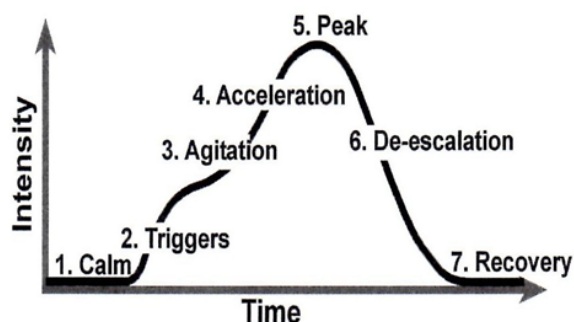 5. Peak
4. Acceleration
3. Agitation
6. De-escalation
2. Triggers
1. Calm
7. Recovery
Intensity
Time